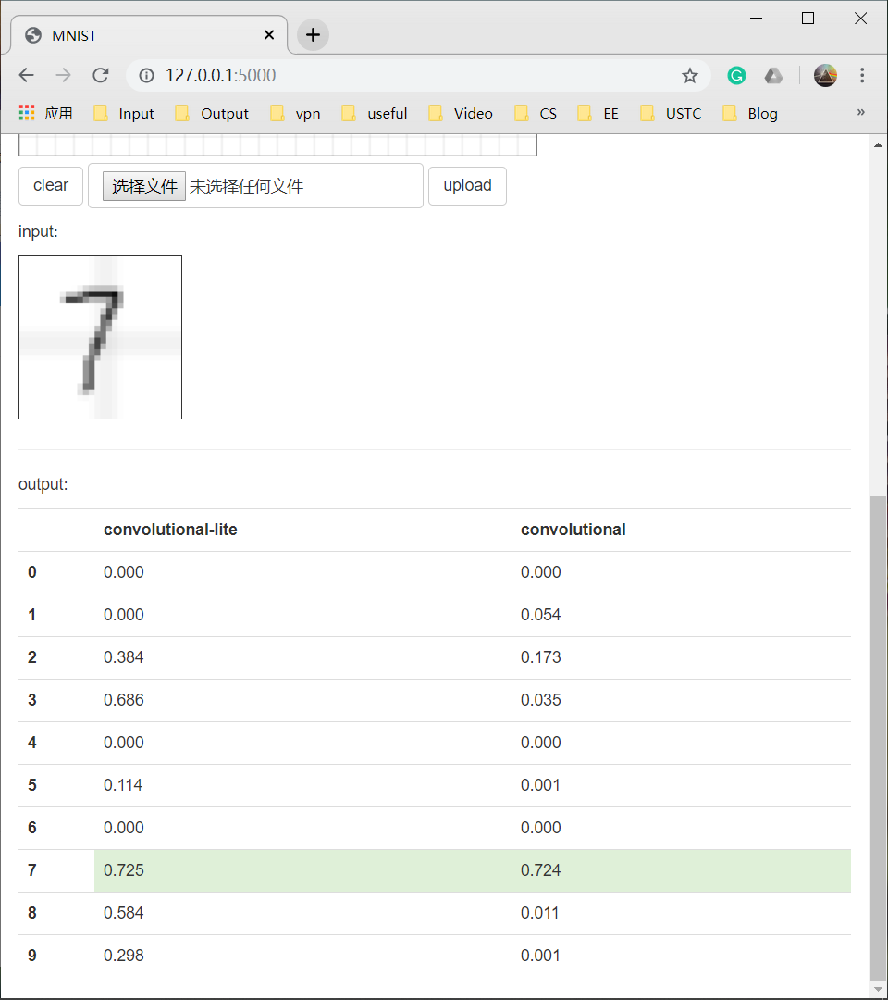 MNIST
127.0.0.1:5000
应用 Input Output vpn useful Video CS EE USTC Blog »
clear 选择文件 未选择任何文件 upload
input:
7
output:
convolutional-lite convolutional
0 0.000 0.000
1 0.000 0.054
2 0.384 0.173
3 0.686 0.035
4 0.000 0.000
5 0.114 0.001
6 0.000 0.000
7 0.725 0.724
8 0.584 0.011
9 0.298 0.001